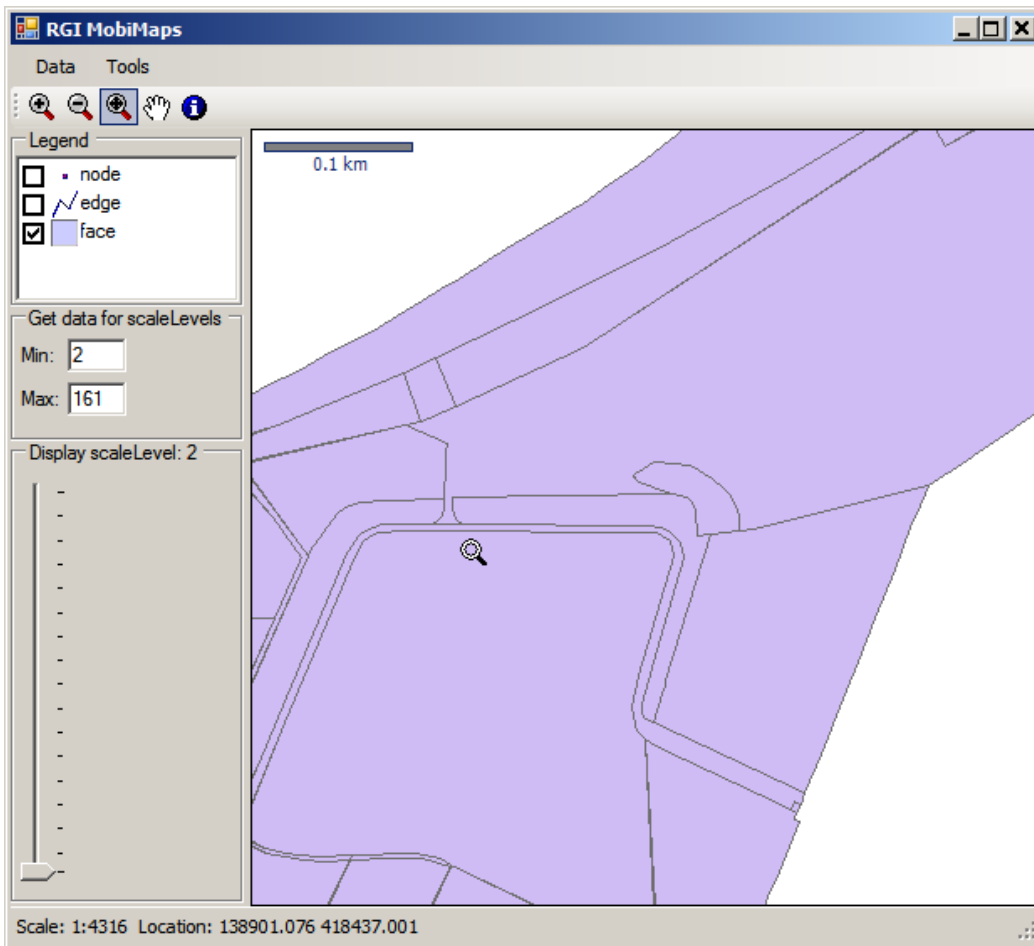 RGI MobiMaps
Data Tools
Legend
node
edge
face
Get data for scaleLevels
Min: 2
Max: 161
Display scaleLevel: 2
0.1 km
Scale: 1:4316 Location: 138901.076 418437.001